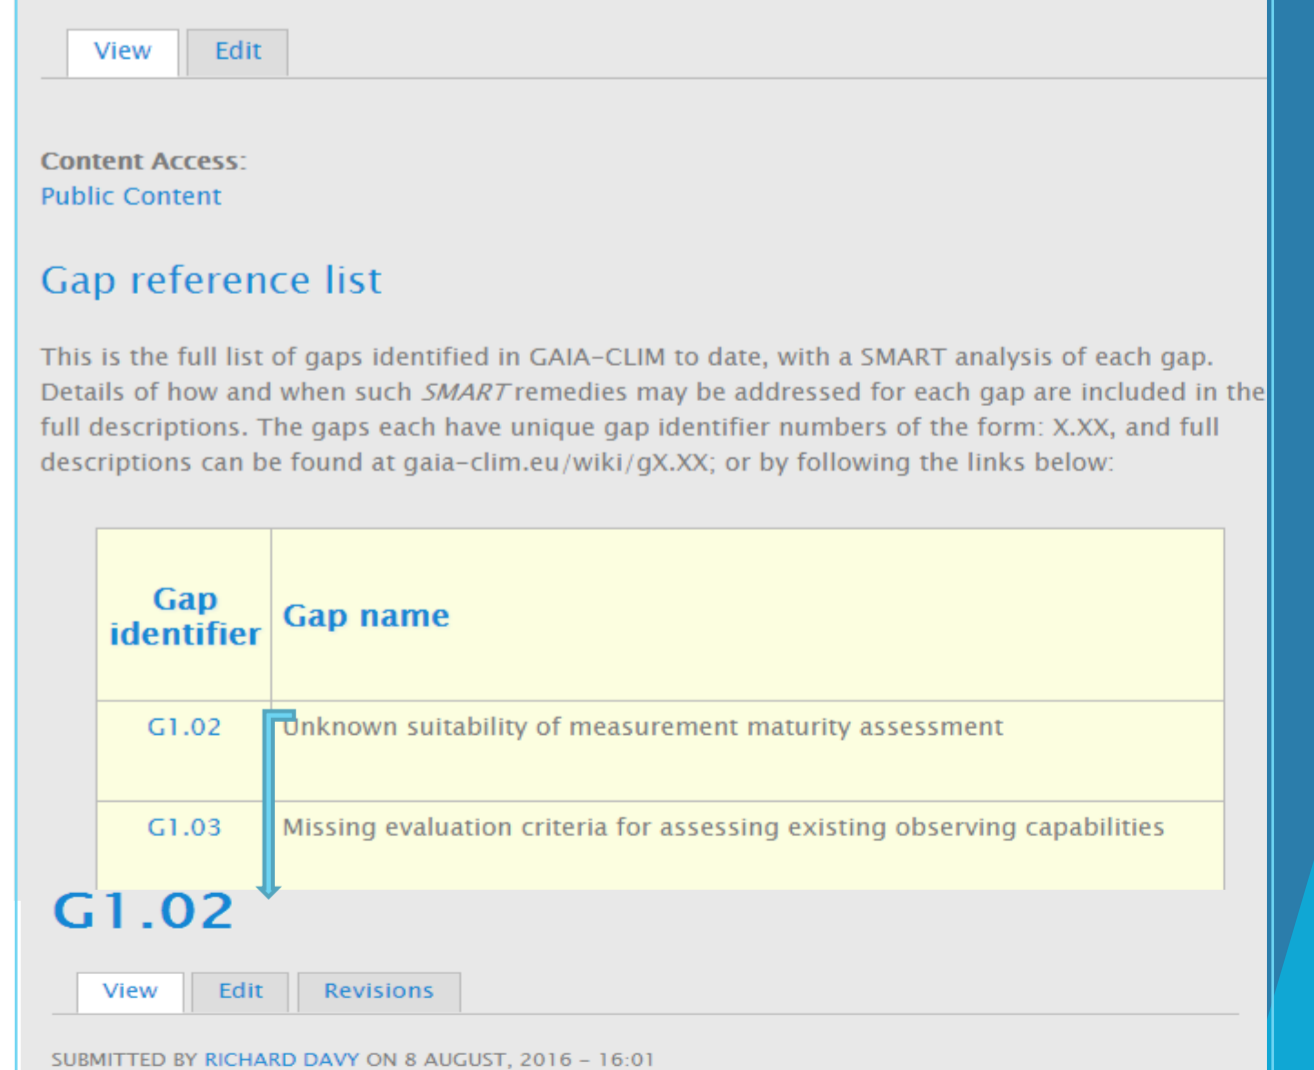 View Edit
Content Access:
Public Content
Gap reference list
This is the full list of gaps identified in GAIA-CLIM to date, with a SMART analysis of each gap.
Details of how and when such SMART remedies may be addressed for each gap are included in the
full descriptions. The gaps each have unique gap identifier numbers of the form: X.XX, and full
descriptions can be found at gaia-clim.eu/wiki/gX.XX; or by following the links below:
Gap
identifier
Gap name
G1.02 Unknown suitability of measurement maturity assessment
G1.03 Missing evaluation criteria for assessing existing observing capabilities
G1.02
View Edit Revisions
SUBMITTED BY RICHARD DAVY ON 8 AUGUST, 2016 - 16:01